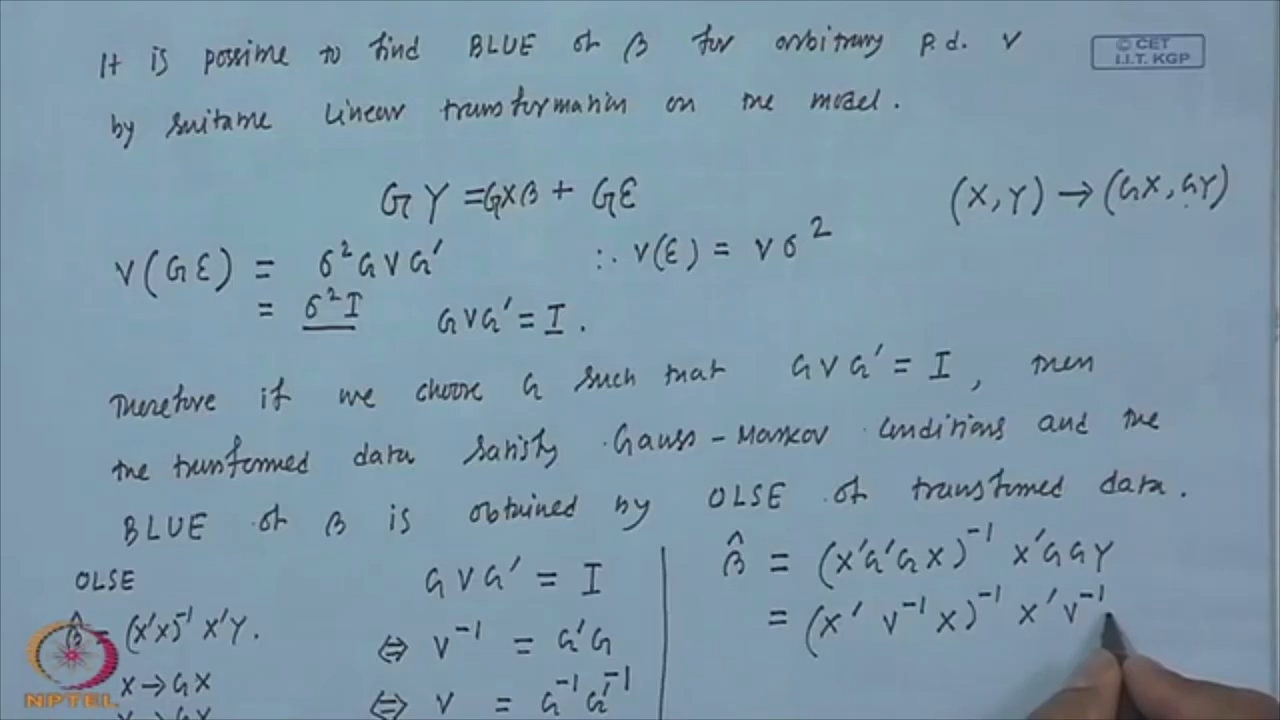 It is possible to find BLUE of β for arbitrary p.d. V
© CET
I.I.T. KGP
by suitable linear transformation on the model.
GY = GXβ + Gε
(X, Y) → (GX, GY)
V(Gε) = σ²GVG' ∴ V(ε) = Vσ²
= σ²I GVG' = I.
Therefore if we choose G such that GVG' = I, then
the transformed data satisfy Gauss-Markov conditions and the
BLUE of β is obtained by OLSE of transformed data.
OLSE
β̂ = (X'X)⁻¹ X'Y.
X → GX
Y → GY
GVG' = I
⇔ V⁻¹ = G'G
⇔ V = G⁻¹G'⁻¹
β̂ = (X'G'GX)⁻¹ X'GGY
= (X' V⁻¹ X)⁻¹ X' V⁻¹
NPTEL